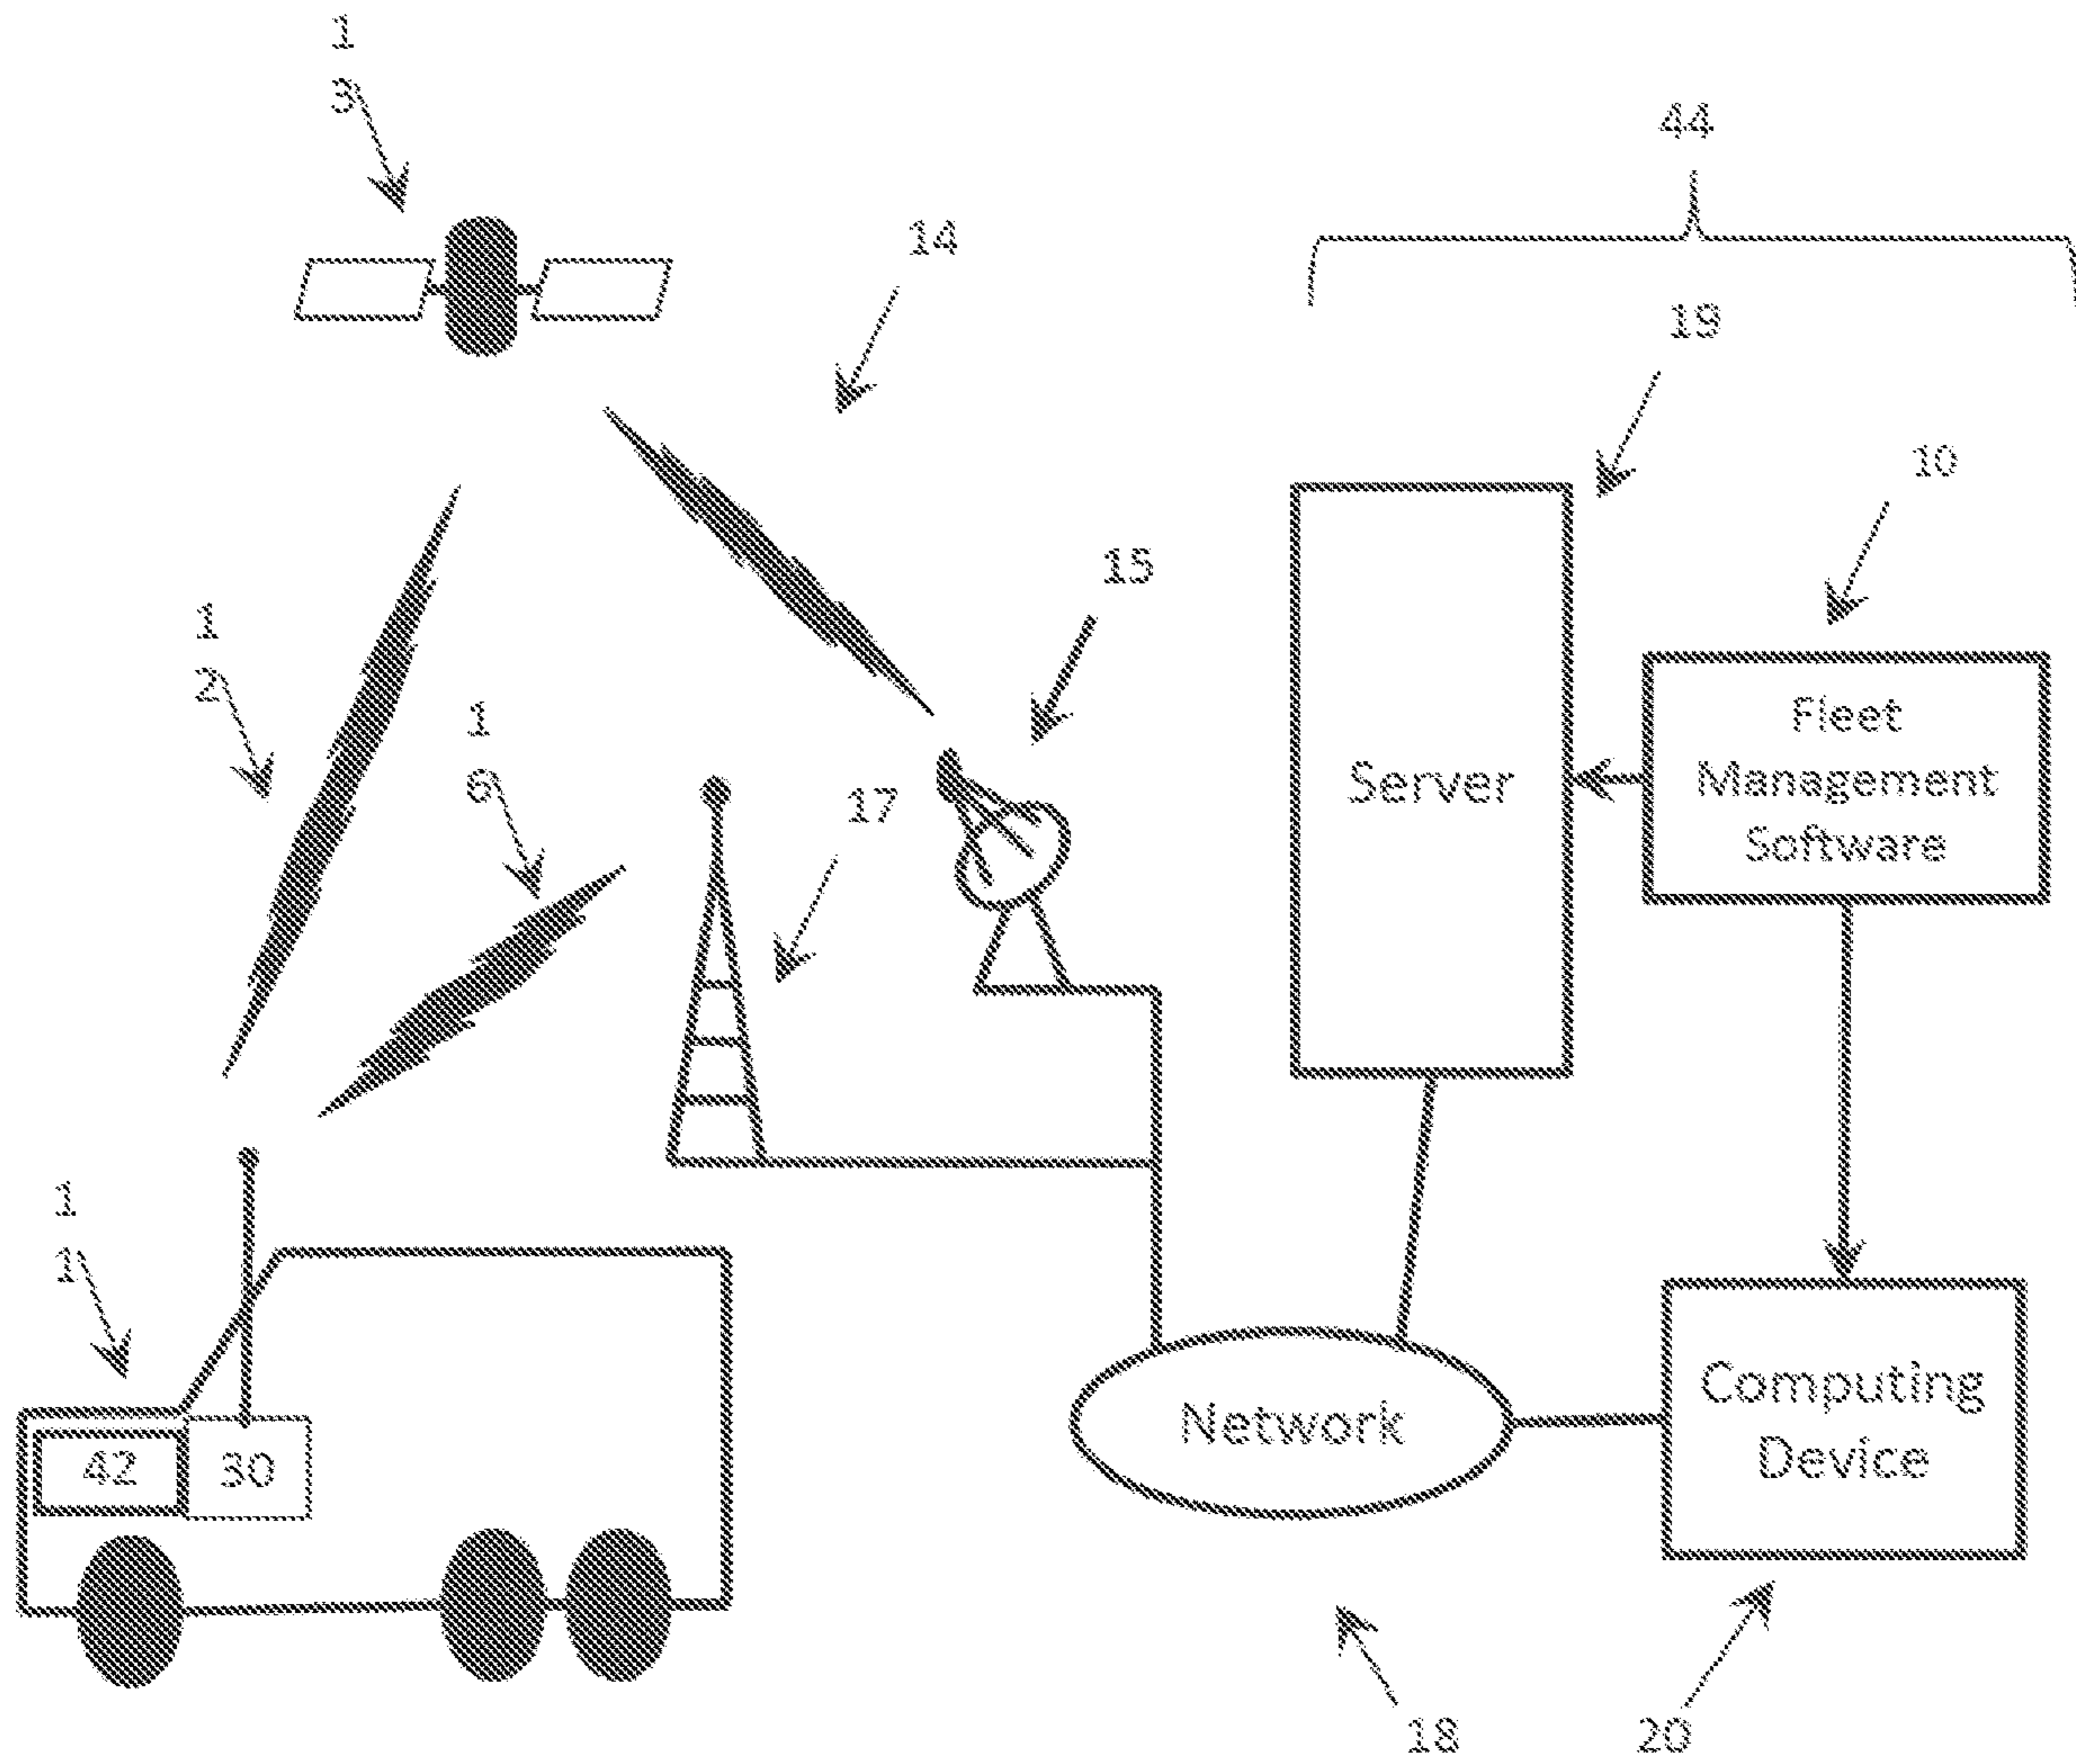 1
3
44
14
19
10
15
1
2
1
6
17
Server
Fleet
Management
Software
1
1
42
30
Network
Computing
Device
18
20